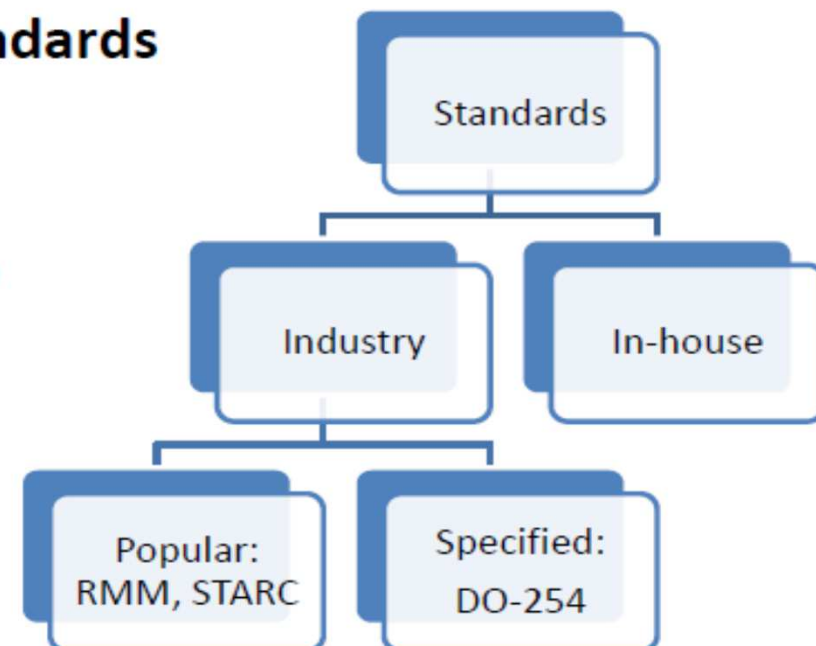 ndards
Standards
Industry
In-house
Popular:
RMM, STARC
Specified:
DO-254